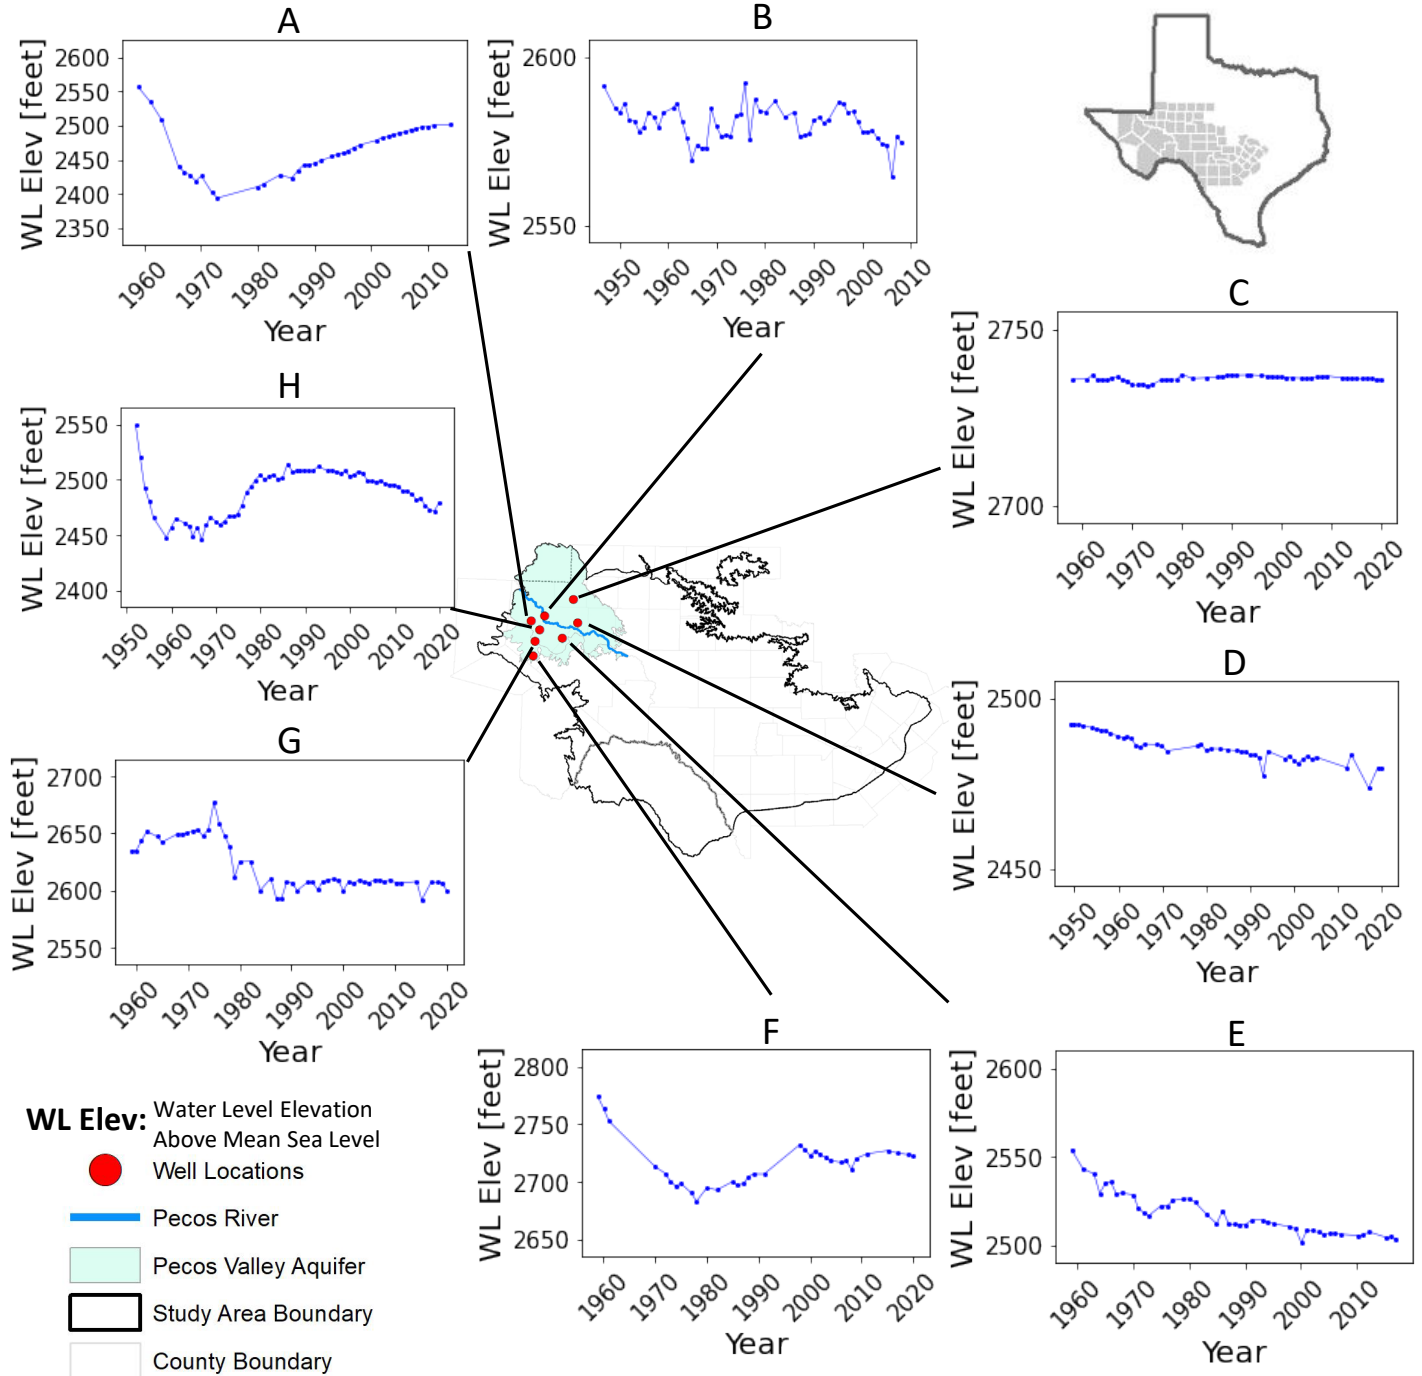 A
WL Elev [feet]
2600
2550
2500
2450
2400
2350
1960
1970
1980
1990
2000
2010
Year
B
WL Elev [feet]
2600
2550
1950
1960
1970
1980
1990
2000
2010
Year
C
WL Elev [feet]
2750
2700
1960
1970
1980
1990
2000
2010
2020
Year
H
WL Elev [feet]
2550
2500
2450
2400
1950
1960
1970
1980
1990
2000
2010
2020
Year
D
WL Elev [feet]
2500
2450
1950
1960
1970
1980
1990
2000
2010
2020
Year
G
WL Elev [feet]
2700
2650
2600
2550
1960
1970
1980
1990
2000
2010
2020
Year
F
WL Elev [feet]
2800
2750
2700
2650
1960
1970
1980
1990
2000
2010
2020
Year
E
WL Elev [feet]
2600
2550
2500
1960
1970
1980
1990
2000
2010
Year
WL Elev: Water Level Elevation
Above Mean Sea Level
Well Locations
Pecos River
Pecos Valley Aquifer
Study Area Boundary
County Boundary